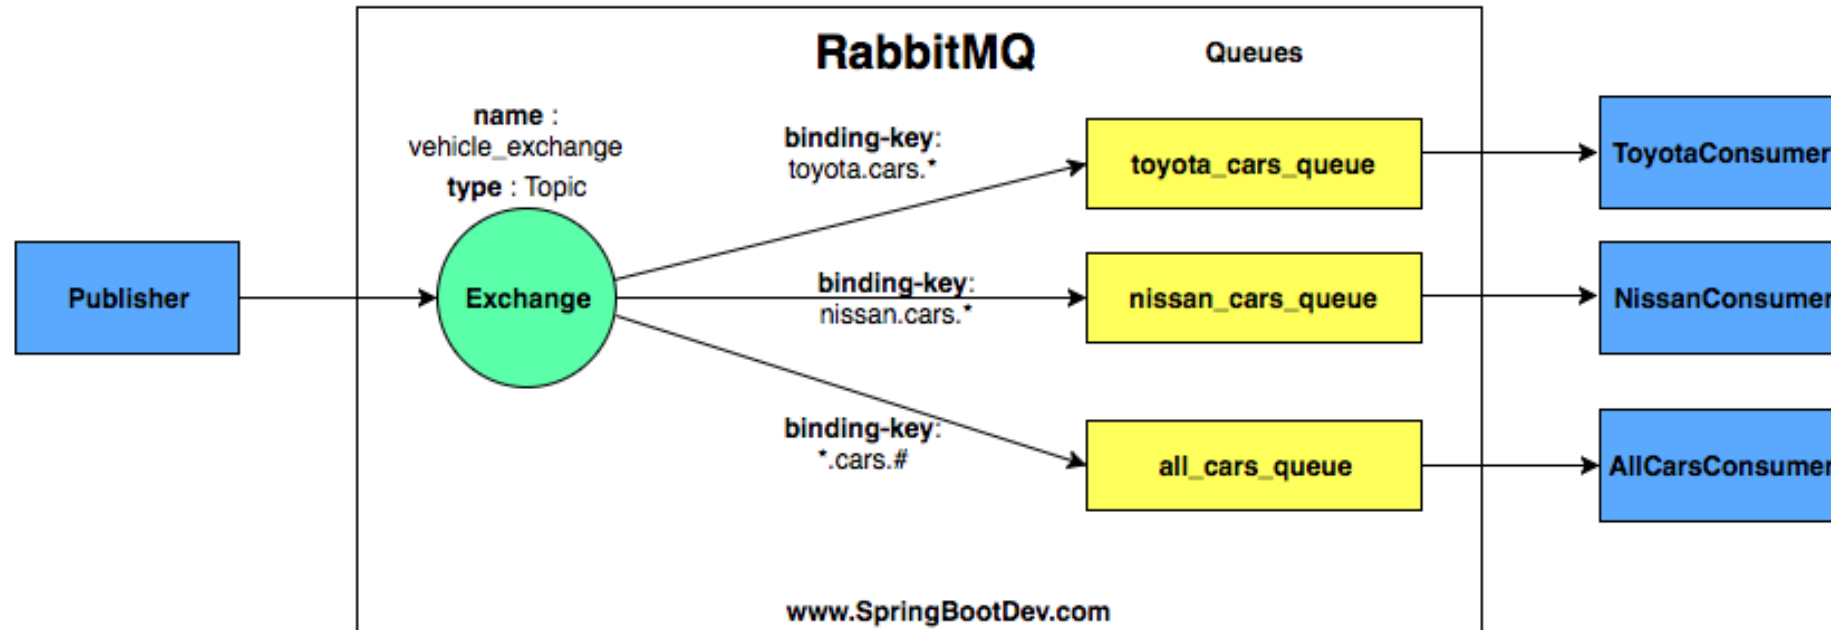 RabbitMQ
Queues
name :
vehicle_exchange
type : Topic
Publisher
Exchange
binding-key:
toyota.cars.*
toyota_cars_queue
ToyotaConsumer
binding-key:
nissan.cars.*
nissan_cars_queue
NissanConsumer
binding-key:
*.cars.#
all_cars_queue
AllCarsConsumer
www.SpringBootDev.com